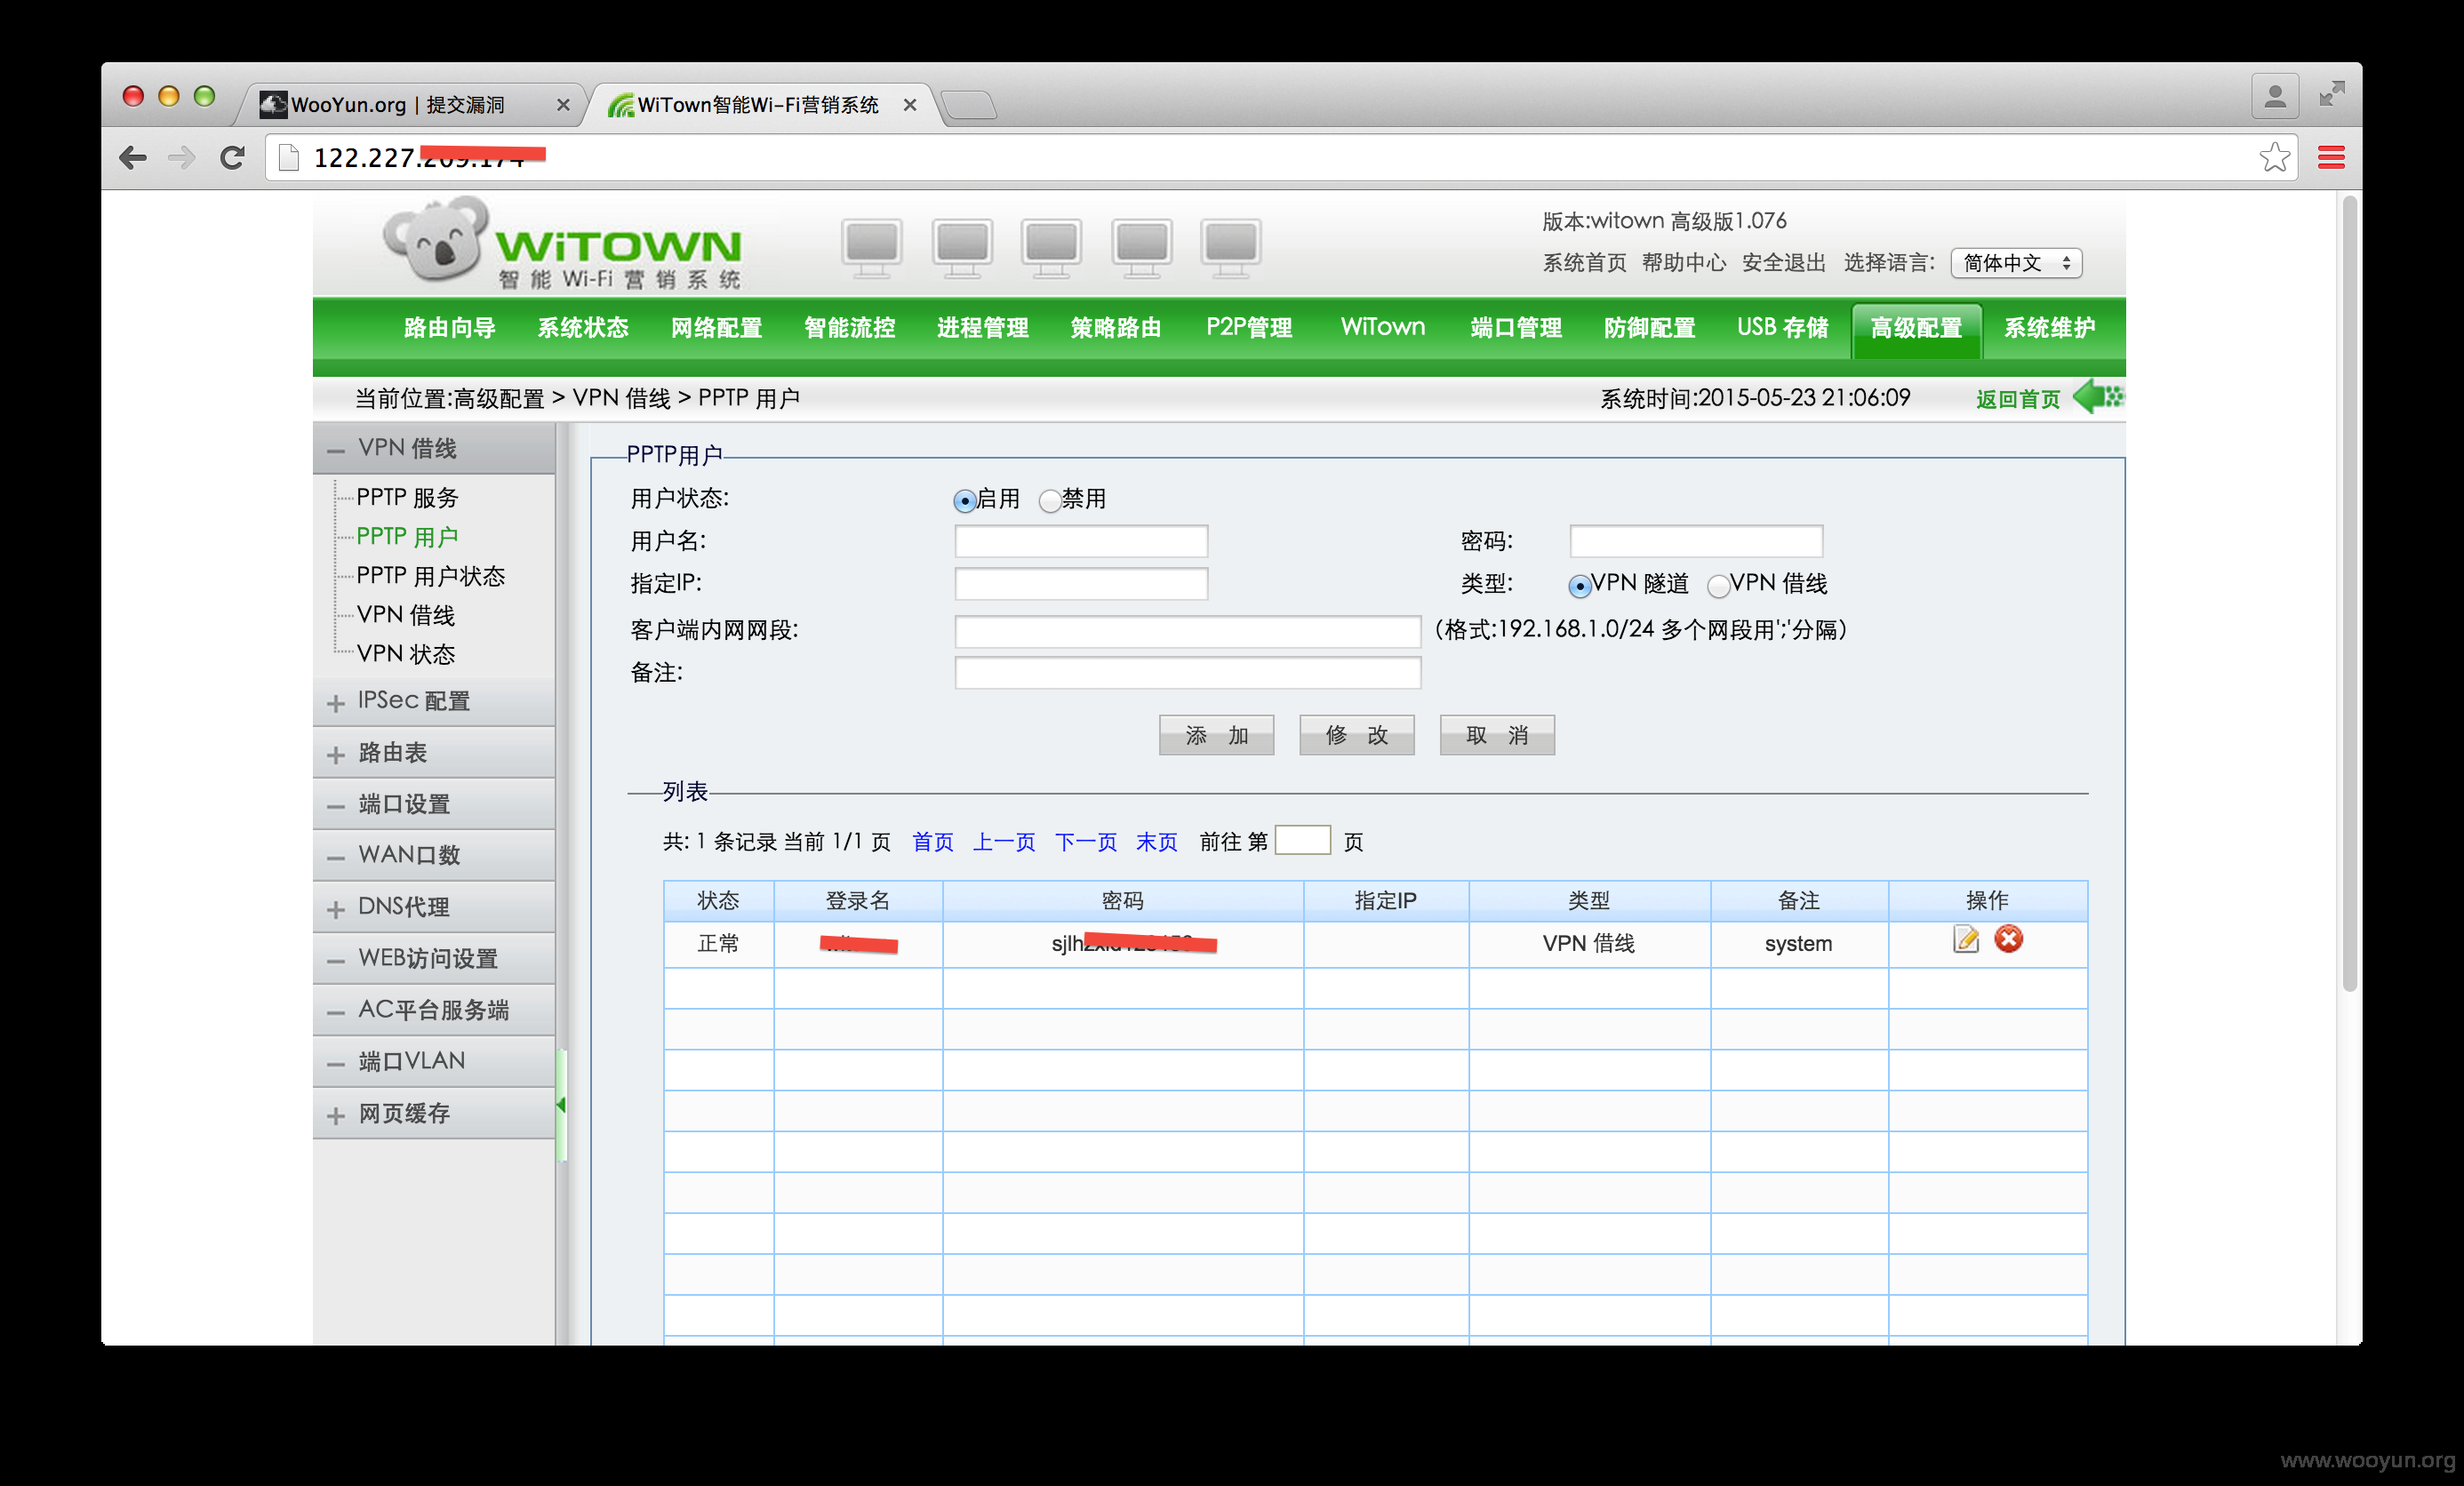 WooYun.org | 提交漏洞
WiTown智能Wi-Fi营销系统
122.227.
WiTOWN
智能 Wi-Fi 营销系统
版本:witown 高级版1.076
系统首页 帮助中心 安全退出 选择语言: 简体中文
路由向导 系统状态 网络配置 智能流控 进程管理 策略路由 P2P管理 WiTown 端口管理 防御配置 USB 存储 高级配置 系统维护
当前位置:高级配置 > VPN 借线 > PPTP 用户 系统时间:2015-05-23 21:06:09 返回首页
VPN 借线
PPTP 服务
PPTP 用户
PPTP 用户状态
VPN 借线
VPN 状态
IPSec 配置
路由表
端口设置
WAN口数
DNS代理
WEB访问设置
AC平台服务端
端口VLAN
网页缓存
PPTP用户
用户状态: 启用 禁用
用户名: 密码:
指定IP: 类型: VPN 隧道 VPN 借线
客户端内网网段: (格式:192.168.1.0/24 多个网段用';'分隔)
备注:
添 加 修 改 取 消
列表
共: 1 条记录 当前 1/1 页 首页 上一页 下一页 末页 前往 第 页
状态 登录名 密码 指定IP 类型 备注 操作
正常 sjlh VPN 借线 system
www.wooyun.org